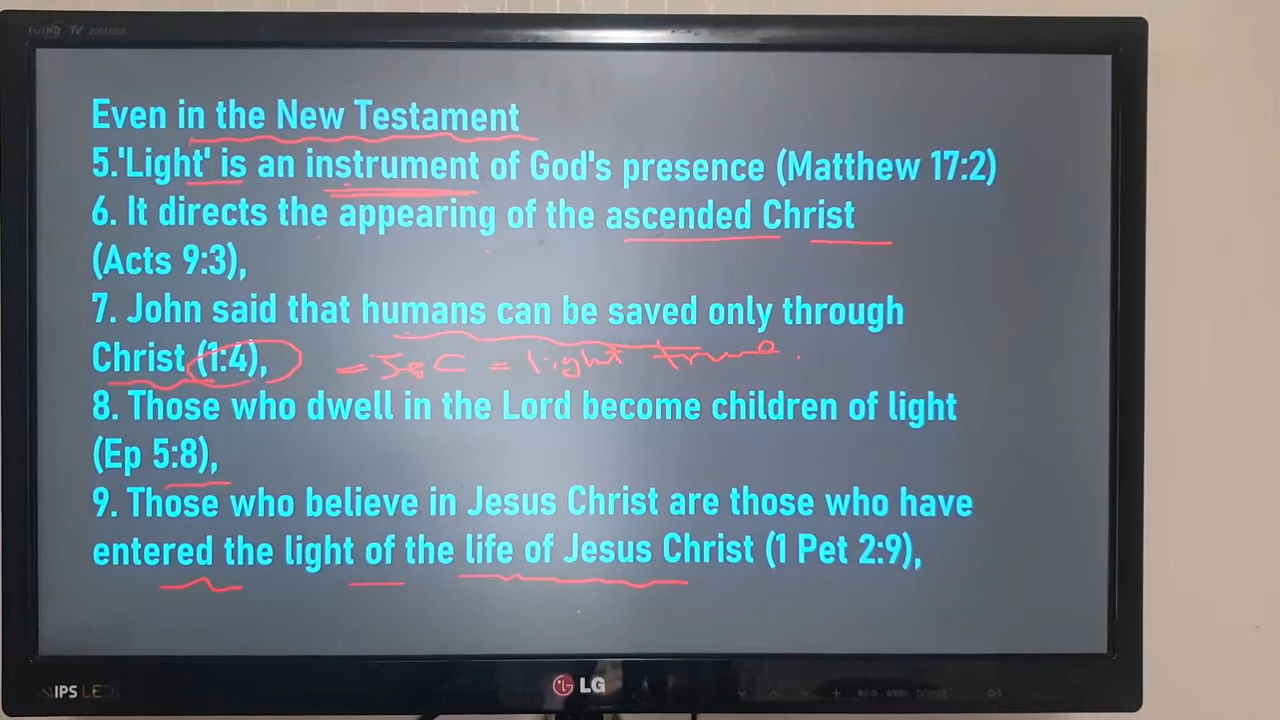 FullHD TV
Even in the New Testament
5.'Light' is an instrument of God's presence (Matthew 17:2)
6. It directs the appearing of the ascended Christ
(Acts 9:3),
7. John said that humans can be saved only through
Christ (1:4), = = light
8. Those who dwell in the Lord become children of light
(Ep 5:8),
9. Those who believe in Jesus Christ are those who have
entered the light of the life of Jesus Christ (1 Pet 2:9),
IPS LED
LG